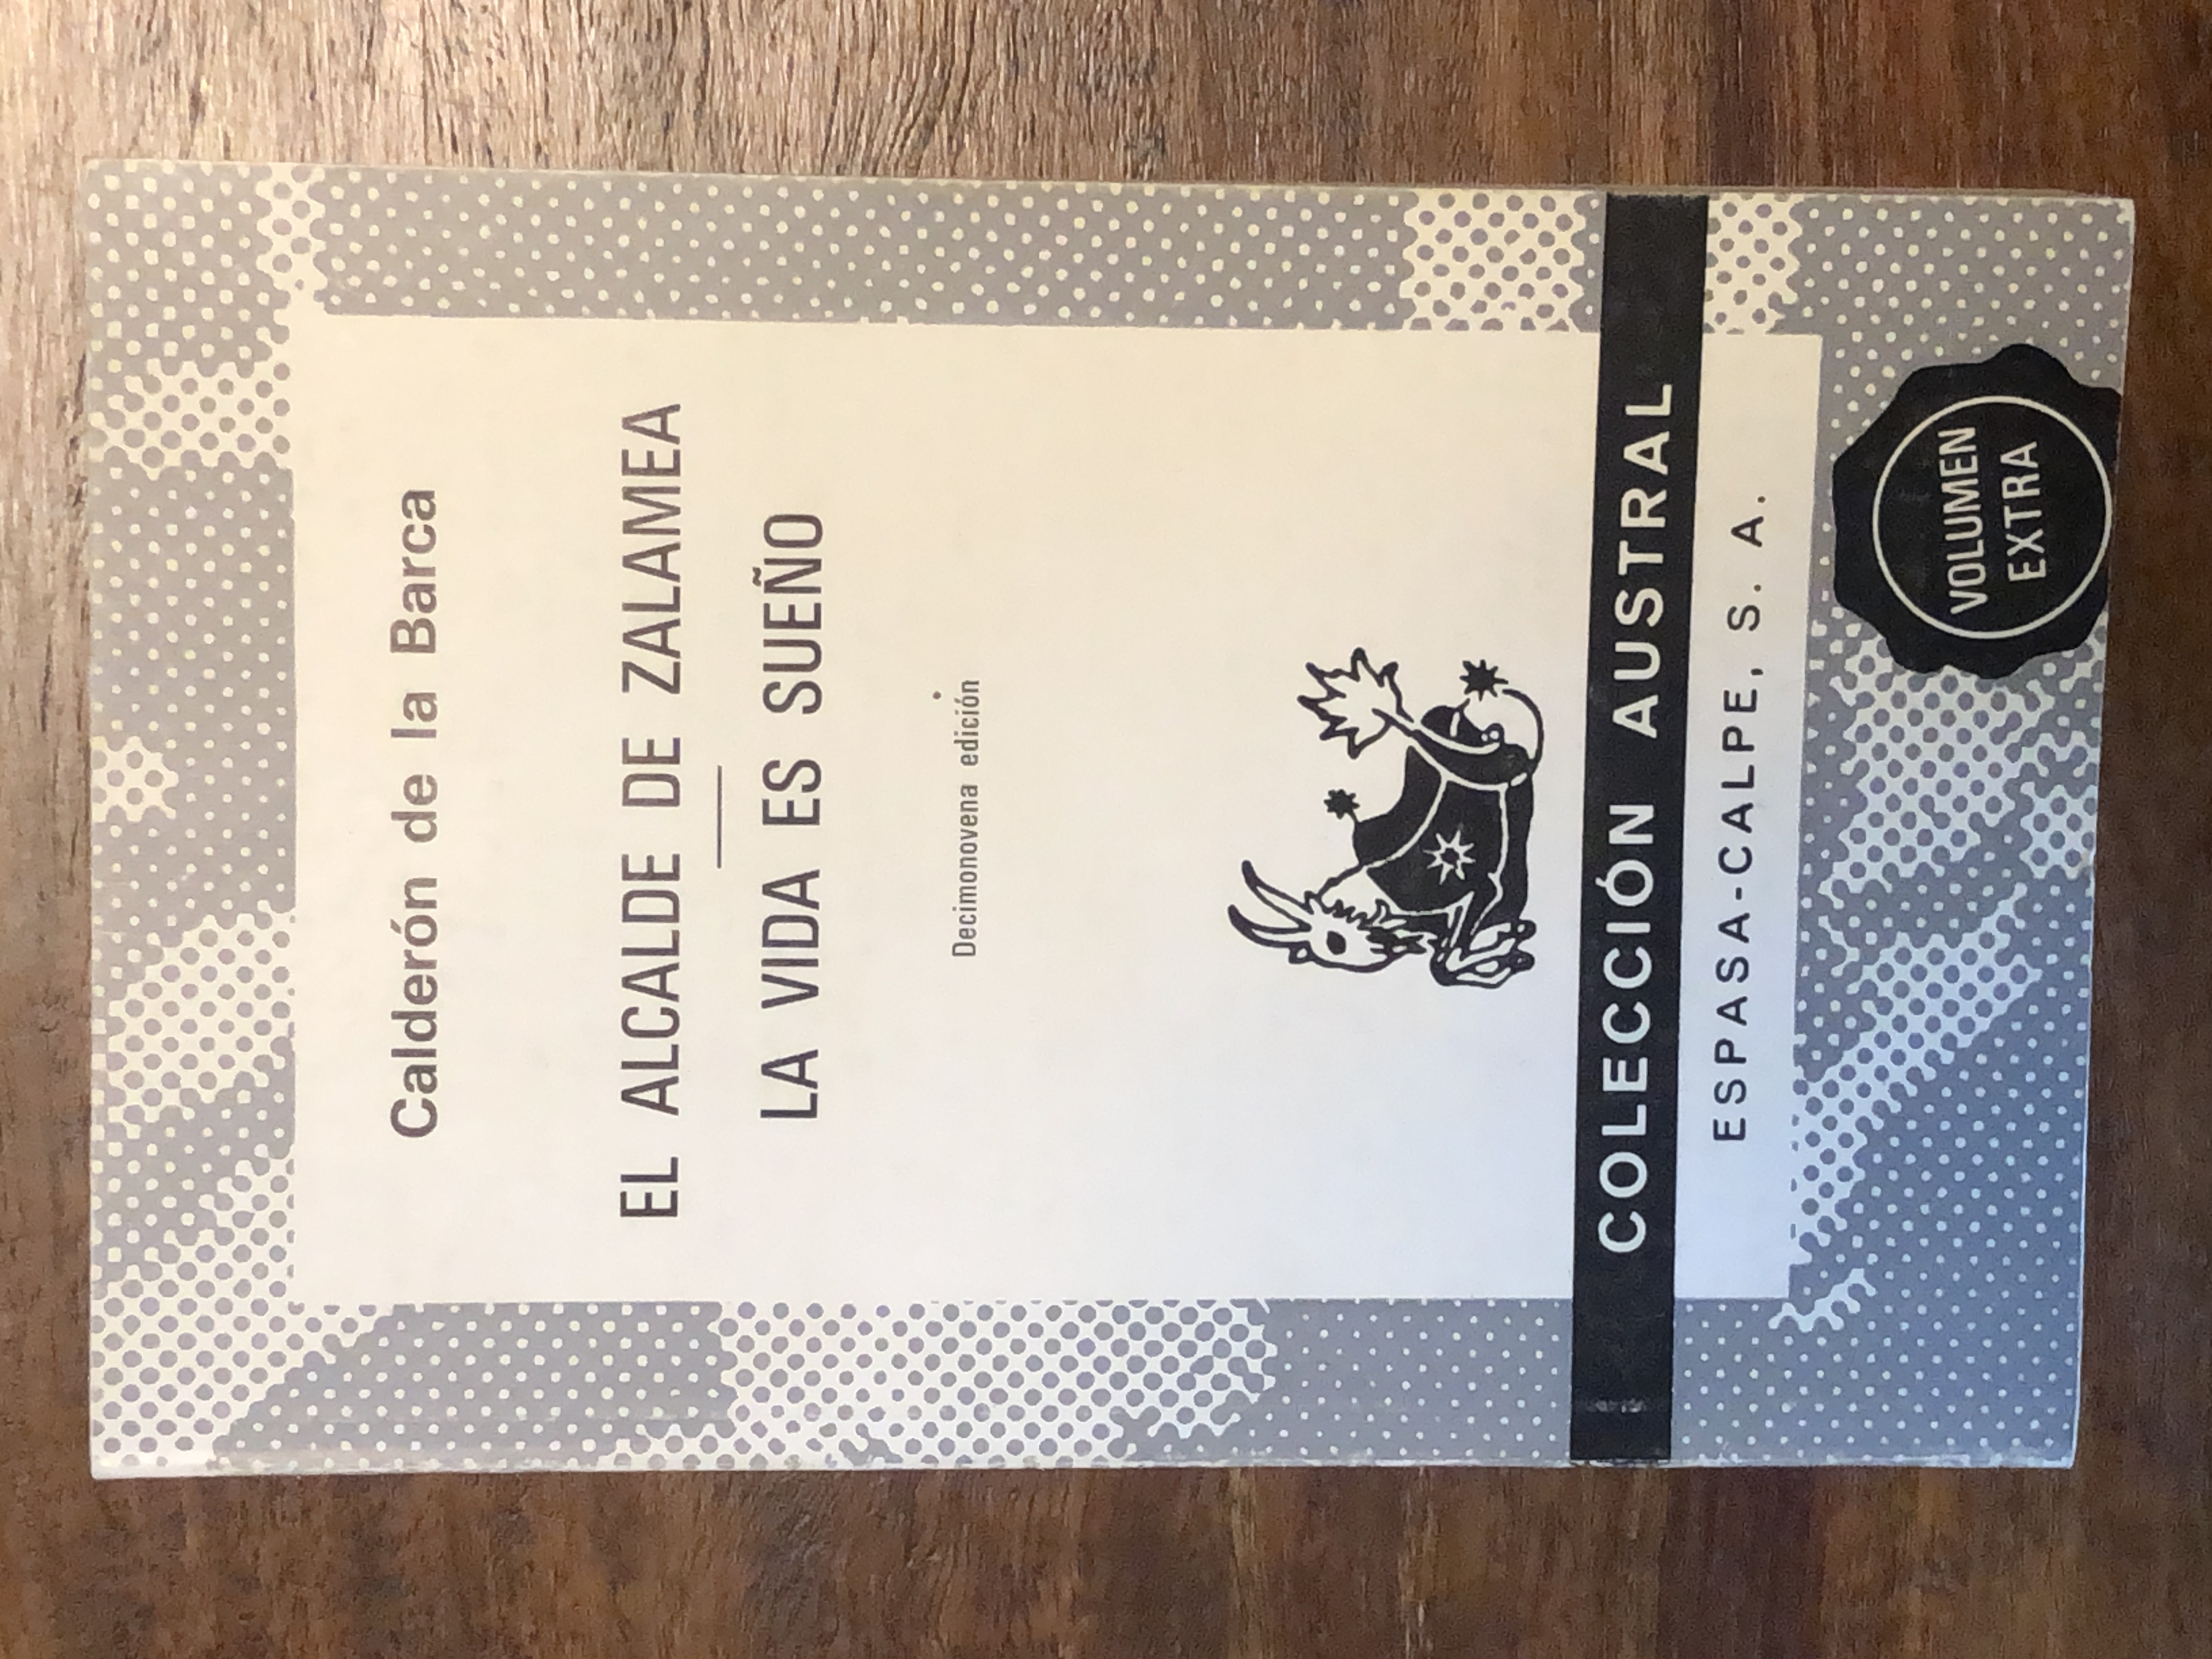 Calderón de la Barca
EL ALCALDE DE ZALAMEA
LA VIDA ES SUEÑO
Decimonovena edición
COLECCIÓN AUSTRAL
ESPASA-CALPE, S. A.
VOLUMEN
EXTRA